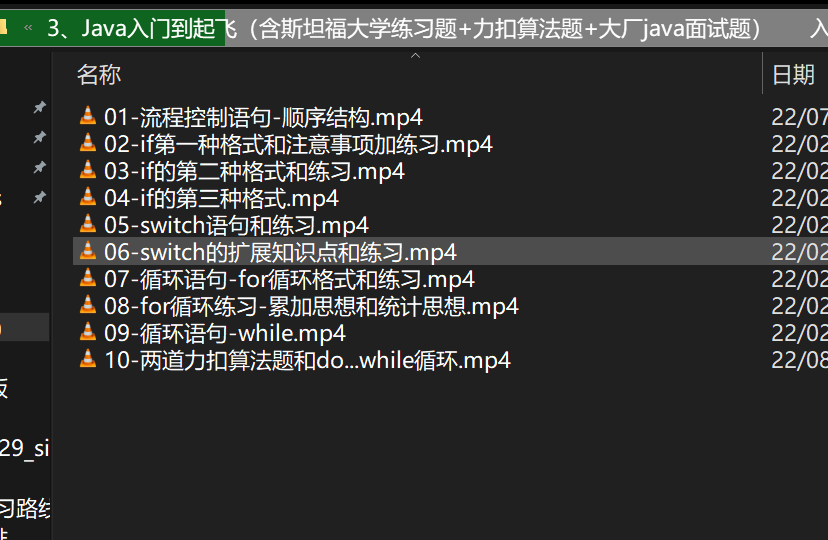 « 3、Java入门到起飞（含斯坦福大学练习题+力扣算法题+大厂java面试题） 入
名称 日期
01-流程控制语句-顺序结构.mp4 22/07
02-if第一种格式和注意事项加练习.mp4 22/02
03-if的第二种格式和练习.mp4 22/02
04-if的第三种格式.mp4 22/02
05-switch语句和练习.mp4 22/02
06-switch的扩展知识点和练习.mp4 22/02
07-循环语句-for循环格式和练习.mp4 22/02
08-for循环练习-累加思想和统计思想.mp4 22/02
09-循环语句-while.mp4 22/02
10-两道力扣算法题和do...while循环.mp4 22/08
29_si
习路线